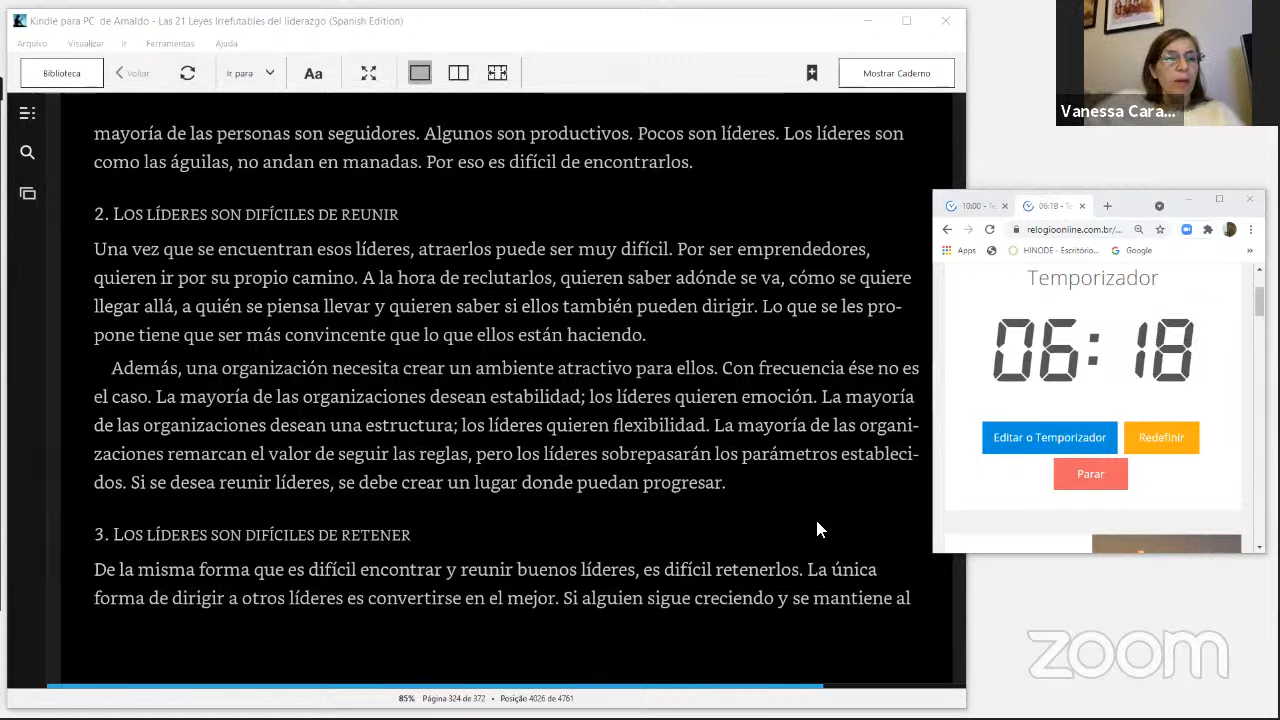 Kindle para PC de Arnaldo - Las 21 Leyes Irrefutables del liderazgo (Spanish Edition)
Arquivo Visualizar Ir Ferramentas Ajuda
Biblioteca Voltar Ir para Aa Mostrar Caderno
mayoría de las personas son seguidores. Algunos son productivos. Pocos son líderes. Los líderes son
como las águilas, no andan en manadas. Por eso es difícil de encontrarlos.
2. LOS LÍDERES SON DIFÍCILES DE REUNIR
Una vez que se encuentran esos líderes, atraerlos puede ser muy difícil. Por ser emprendedores,
quieren ir por su propio camino. A la hora de reclutarlos, quieren saber adónde se va, cómo se quiere
llegar allá, a quién se piensa llevar y quieren saber si ellos también pueden dirigir. Lo que se les pro-
pone tiene que ser más convincente que lo que ellos están haciendo.
Además, una organización necesita crear un ambiente atractivo para ellos. Con frecuencia ése no es
el caso. La mayoría de las organizaciones desean estabilidad; los líderes quieren emoción. La mayoría
de las organizaciones desean una estructura; los líderes quieren flexibilidad. La mayoría de las organi-
zaciones remarcan el valor de seguir las reglas, pero los líderes sobrepasarán los parámetros estableci-
dos. Si se desea reunir líderes, se debe crear un lugar donde puedan progresar.
3. LOS LÍDERES SON DIFÍCILES DE RETENER
De la misma forma que es difícil encontrar y reunir buenos líderes, es difícil retenerlos. La única
forma de dirigir a otros líderes es convertirse en el mejor. Si alguien sigue creciendo y se mantiene al
85% Página 324 de 372 • Posição 4026 de 4761
Vanessa Cara...
10:00 - Te 06:18 - Te
relogioonline.com.br/...
Apps HINODE - Escritório... Google
Temporizador
06:18
Editar o Temporizador Redefinir
Parar
zoom